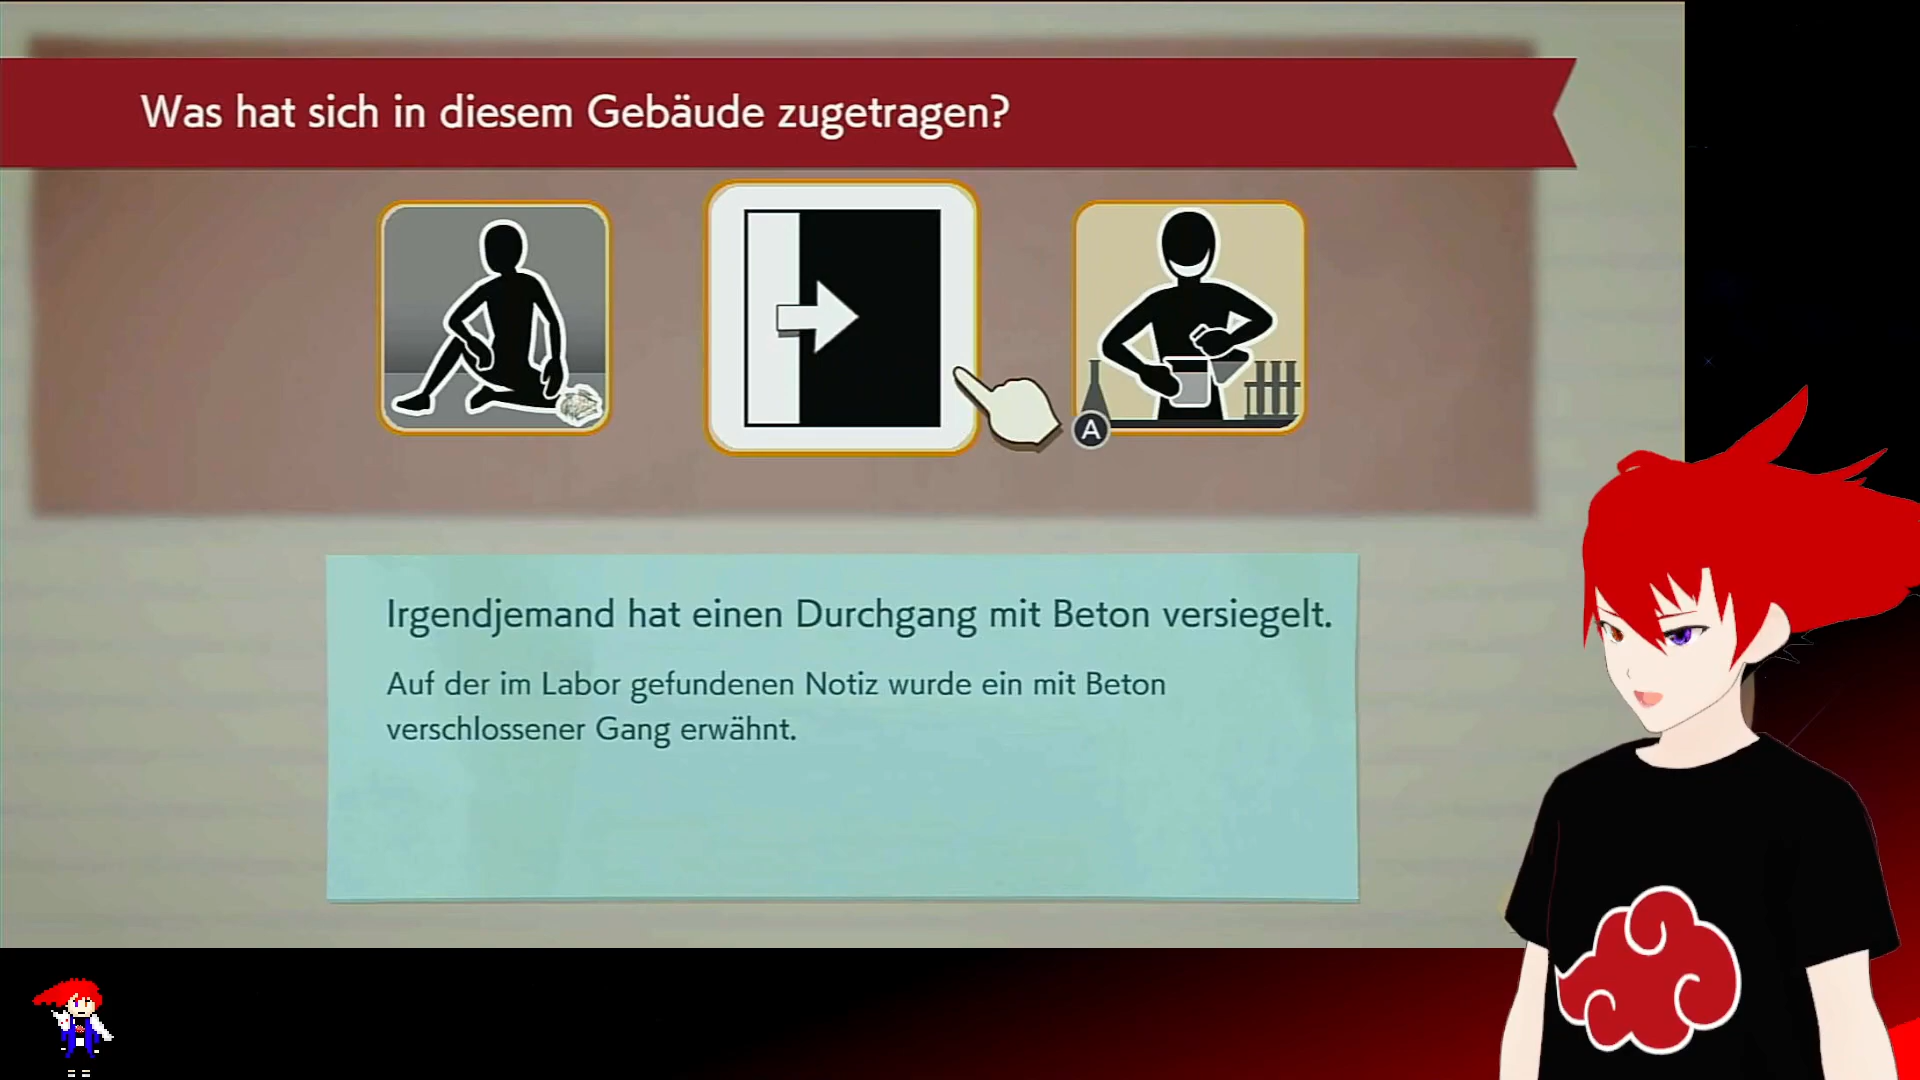 Was hat sich in diesem Gebäude zugetragen?
A
Irgendjemand hat einen Durchgang mit Beton versiegelt.
Auf der im Labor gefundenen Notiz wurde ein mit Beton
verschlossener Gang erwähnt.